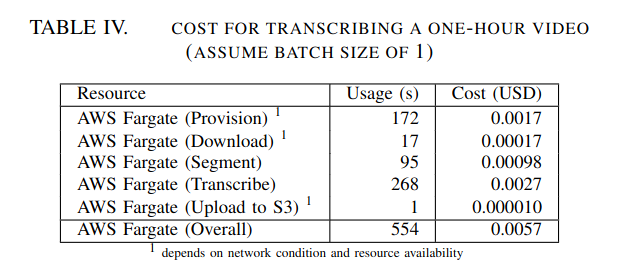 TABLE IV. COST FOR TRANSCRIBING A ONE-HOUR VIDEO
(ASSUME BATCH SIZE OF 1)
Resource Usage (s) Cost (USD)
AWS Fargate (Provision) 1 172 0.0017
AWS Fargate (Download) 1 17 0.00017
AWS Fargate (Segment) 95 0.00098
AWS Fargate (Transcribe) 268 0.0027
AWS Fargate (Upload to S3) 1 1 0.000010
AWS Fargate (Overall) 554 0.0057
1 depends on network condition and resource availability